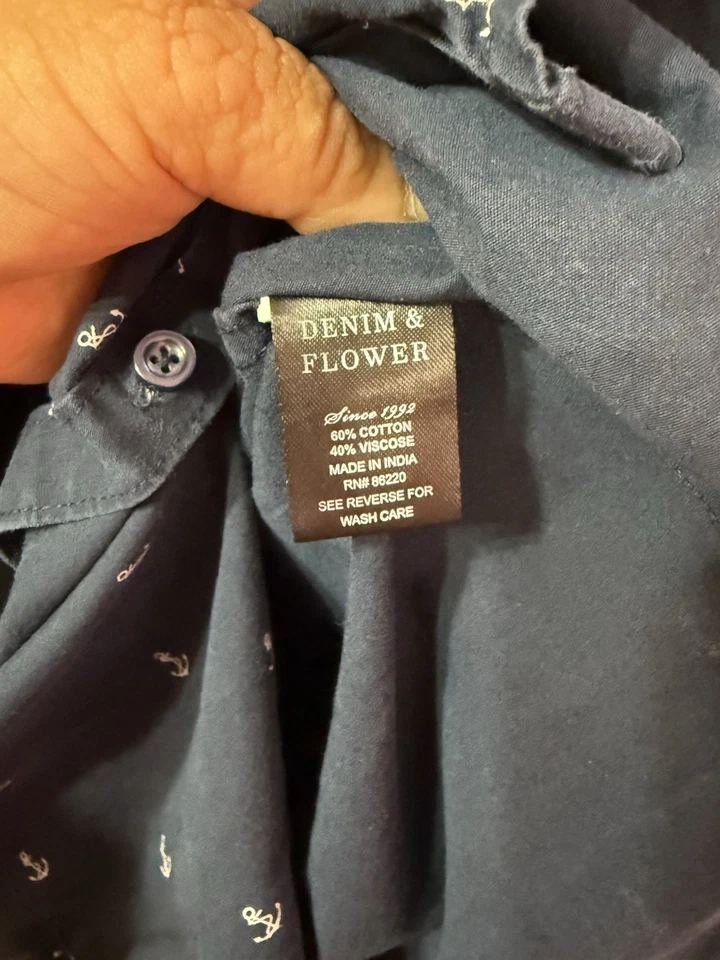 DENIM &
FLOWER
Since 1992
60% COTTON
40% VISCOSE
MADE IN INDIA
RN# 86220
SEE REVERSE FOR
WASH CARE